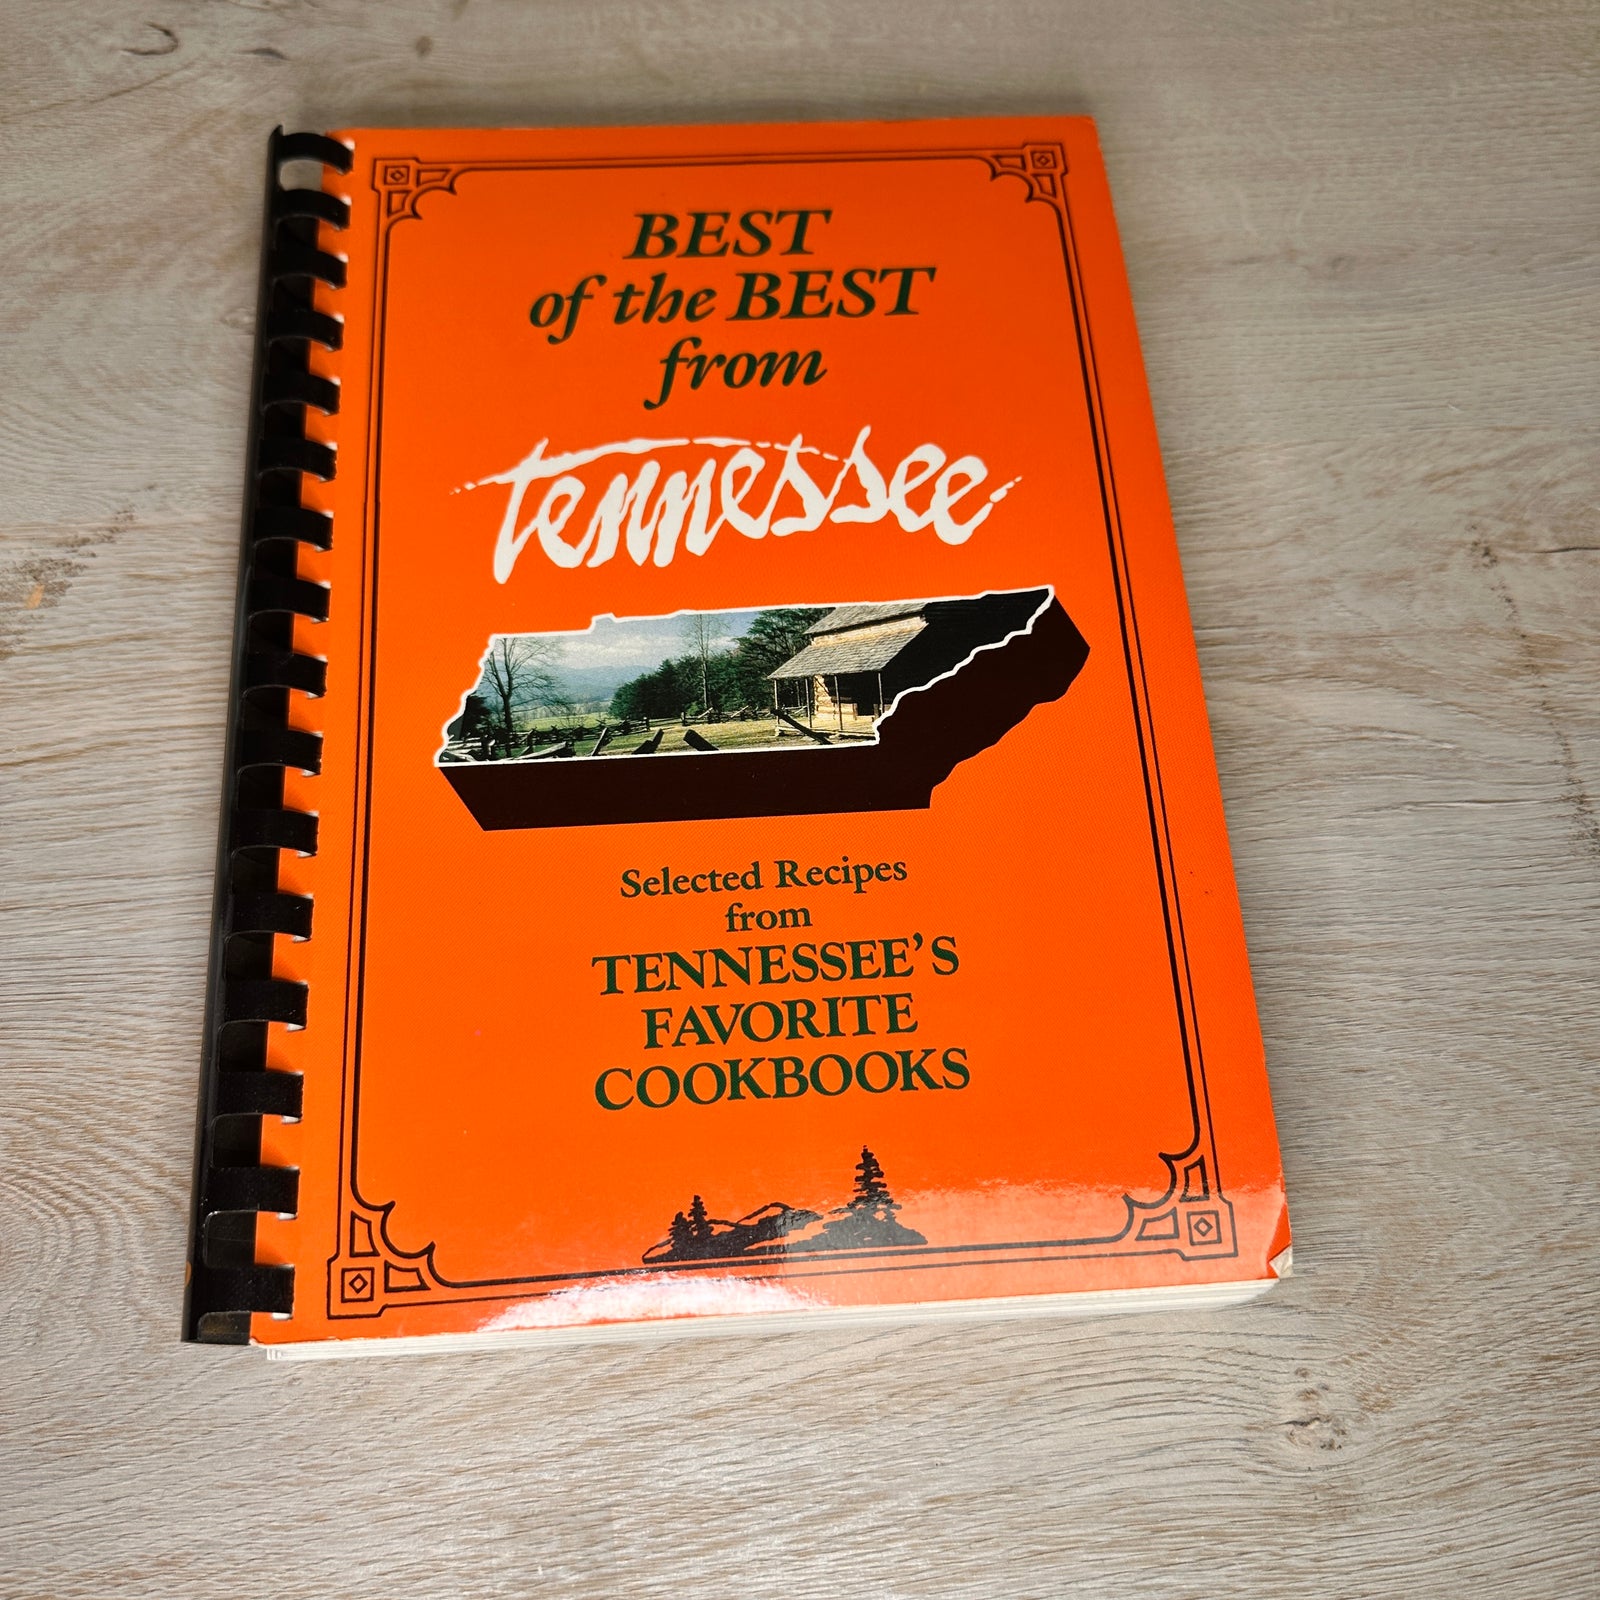 BEST
of the BEST
from
tennessee
Selected Recipes
from
TENNESSEE'S
FAVORITE
COOKBOOKS